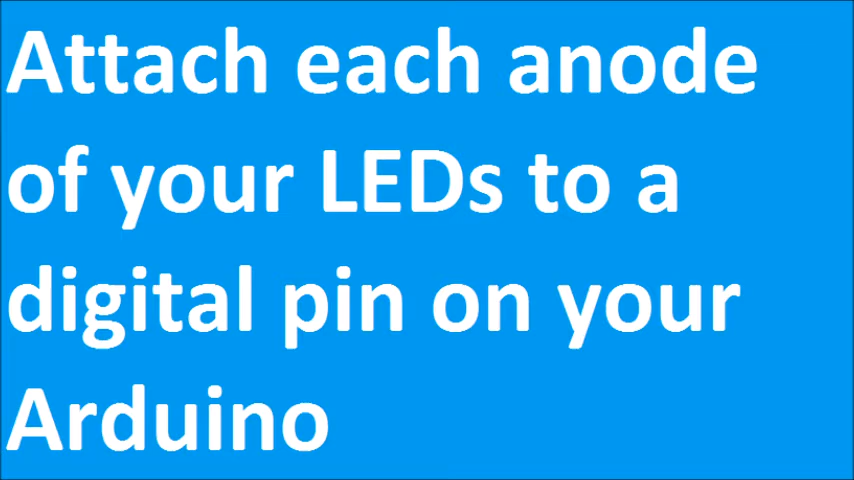 Attach each anode
of your LEDs to a
digital pin on your
Arduino